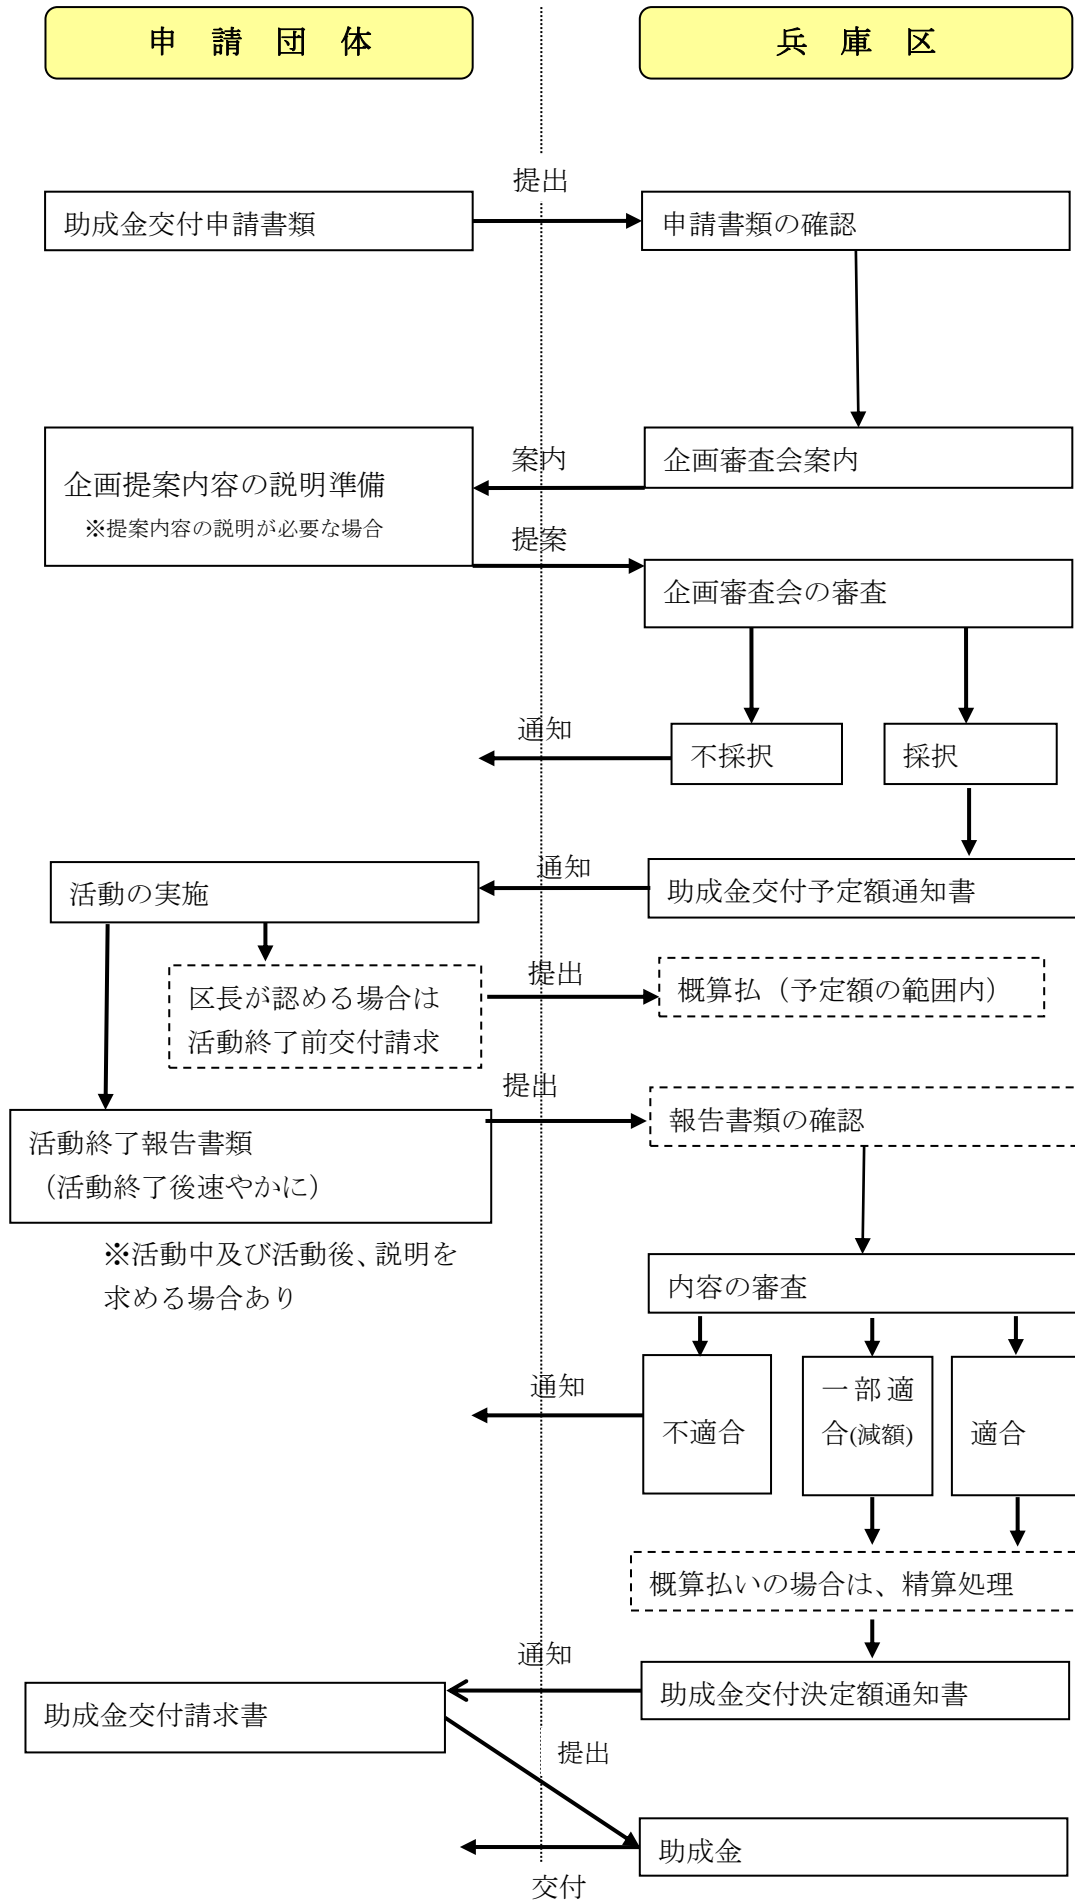 申 請 団 体
兵 庫 区
提出
助成金交付申請書類
申請書類の確認
案内
企画審査会案内
企画提案内容の説明準備
※提案内容の説明が必要な場合
提案
企画審査会の審査
通知
不採択
採択
通知
活動の実施
助成金交付予定額通知書
区長が認める場合は
活動終了前交付請求
提出
概算払（予定額の範囲内）
提出
活動終了報告書類
（活動終了後速やかに）
報告書類の確認
※活動中及び活動後、説明を
求める場合あり
内容の審査
通知
不適合
一部適
合(減額)
適合
概算払いの場合は、精算処理
通知
助成金交付請求書
助成金交付決定額通知書
提出
助成金
交付